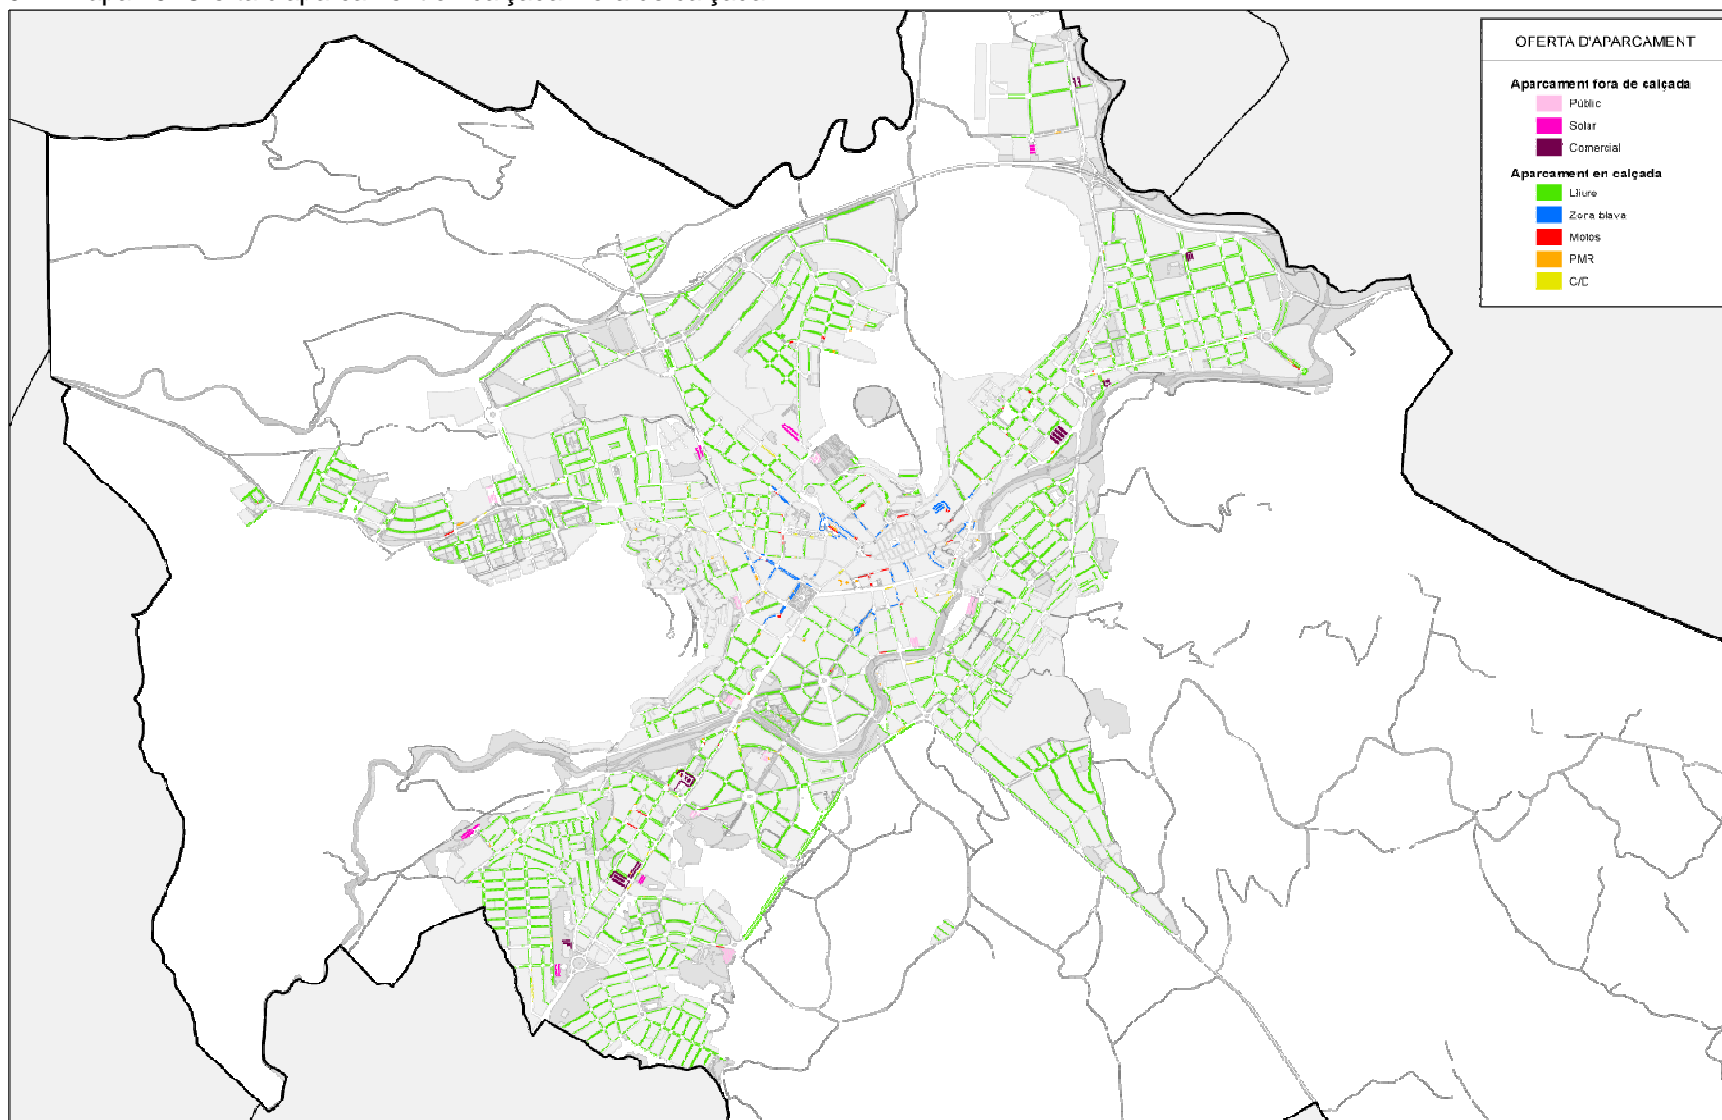 OFERTA D'APARCAMENT
Aparcament fora de calçada
Públic
Solar
Comercial
Aparcament en calçada
Lliure
Zona blava
Motos
PMR
C/D